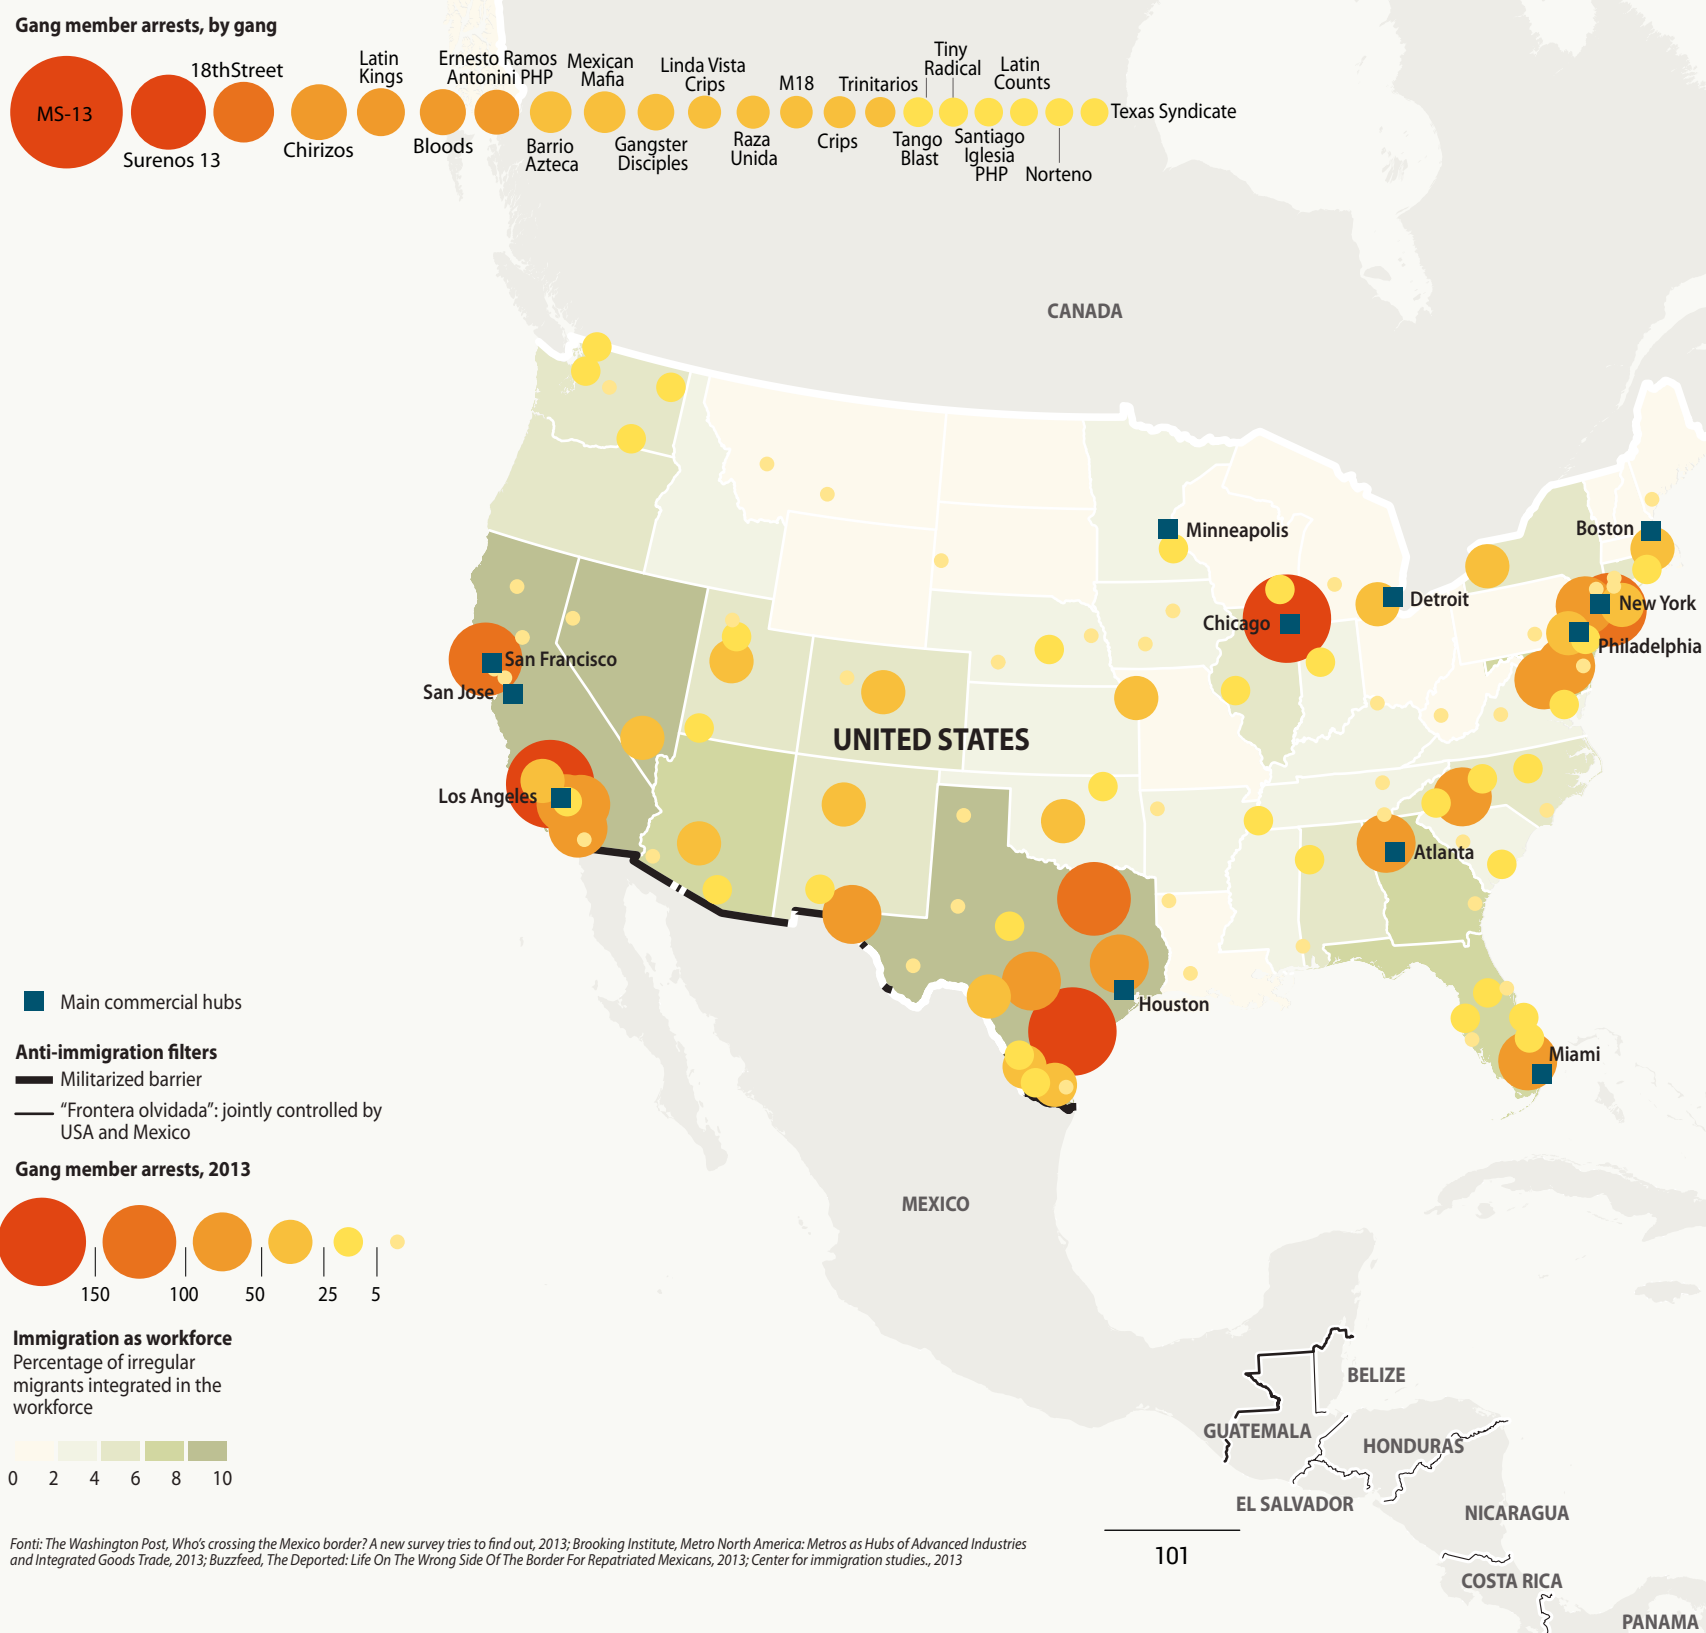 Gang member arrests, by gang
MS-13
Surenos 13
18thStreet
Chirizos
Latin
Kings
Bloods
Ernesto Ramos
Antonini PHP
Barrio
Azteca
Mexican
Mafia
Gangster
Disciples
Linda Vista
Crips
Raza
Unida
M18
Crips
Trinitarios
Tango
Blast
Tiny
Radical
Santiago
Iglesia
PHP
Latin
Counts
Norteno
Texas Syndicate
CANADA
Minneapolis
Boston
Detroit
New York
Chicago
Philadelphia
San Francisco
San Jose
UNITED STATES
Los Angeles
Atlanta
Houston
Miami
MEXICO
BELIZE
GUATEMALA
HONDURAS
EL SALVADOR
NICARAGUA
COSTA RICA
PANAMA
Main commercial hubs
Anti-immigration filters
Militarized barrier
“Frontera olvidada”: jointly controlled by
USA and Mexico
Gang member arrests, 2013
150 100 50 25 5
Immigration as workforce
Percentage of irregular
migrants integrated in the
workforce
0 2 4 6 8 10
Fonti: The Washington Post, Who’s crossing the Mexico border? A new survey tries to find out, 2013; Brooking Institute, Metro North America: Metros as Hubs of Advanced Industries
and Integrated Goods Trade, 2013; Buzzfeed, The Deported: Life On The Wrong Side Of The Border For Repatriated Mexicans, 2013; Center for immigration studies., 2013
101